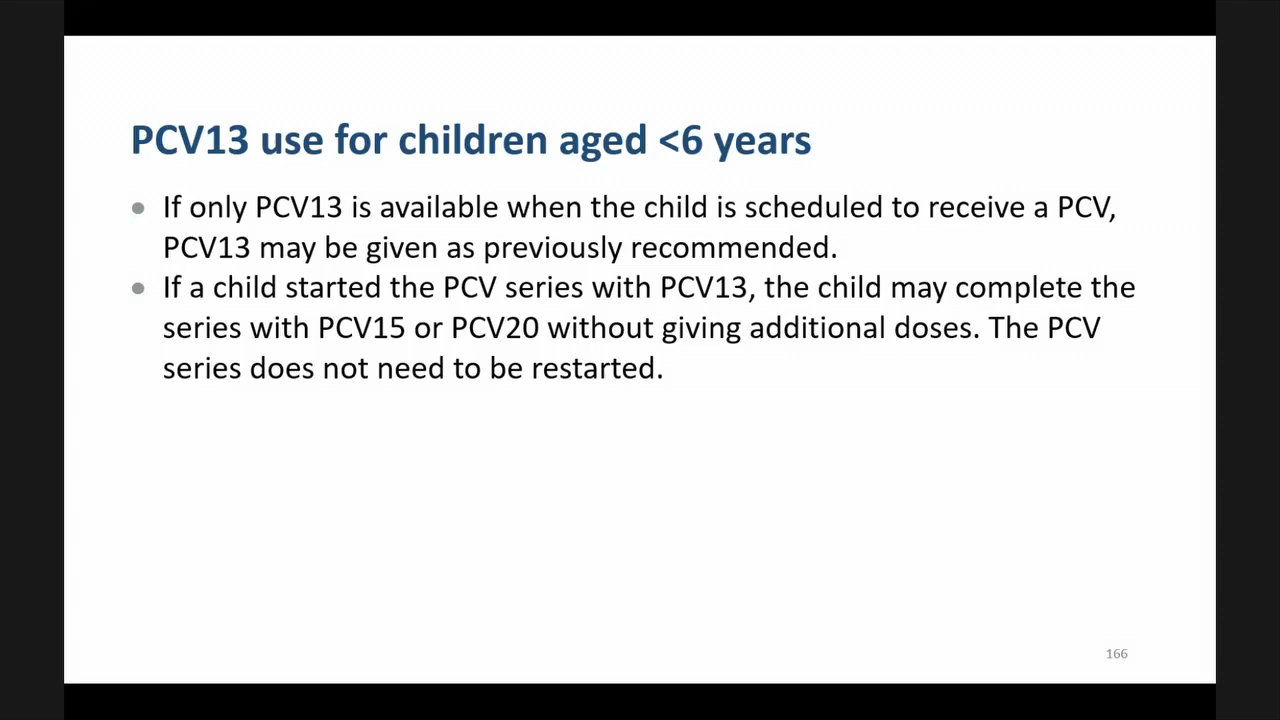 PCV13 use for children aged <6 years
If only PCV13 is available when the child is scheduled to receive a PCV,
PCV13 may be given as previously recommended.
If a child started the PCV series with PCV13, the child may complete the
series with PCV15 or PCV20 without giving additional doses. The PCV
series does not need to be restarted.
166